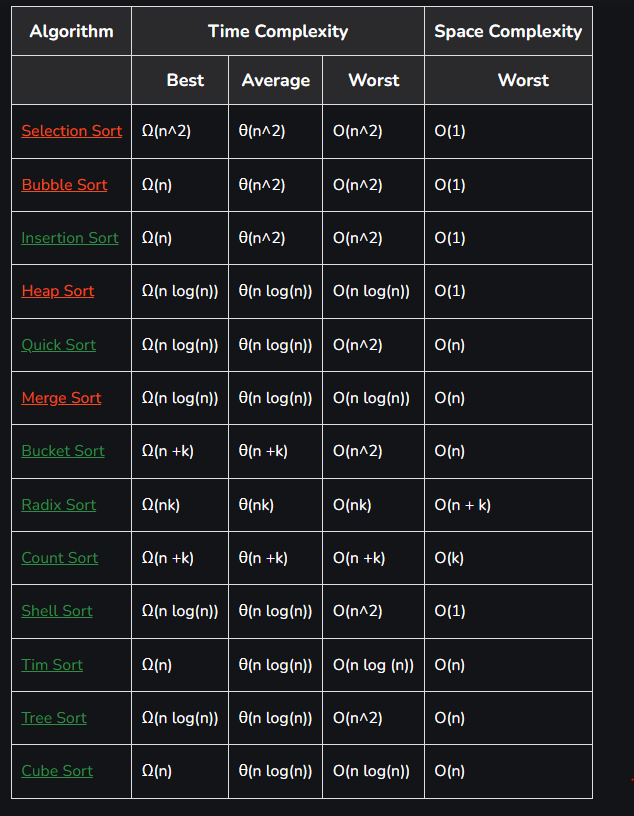 Algorithm Time Complexity Space Complexity
Best Average Worst Worst
Selection Sort Ω(n^2) θ(n^2) O(n^2) O(1)
Bubble Sort Ω(n) θ(n^2) O(n^2) O(1)
Insertion Sort Ω(n) θ(n^2) O(n^2) O(1)
Heap Sort Ω(n log(n)) θ(n log(n)) O(n log(n)) O(1)
Quick Sort Ω(n log(n)) θ(n log(n)) O(n^2) O(n)
Merge Sort Ω(n log(n)) θ(n log(n)) O(n log(n)) O(n)
Bucket Sort Ω(n +k) θ(n +k) O(n^2) O(n)
Radix Sort Ω(nk) θ(nk) O(nk) O(n + k)
Count Sort Ω(n +k) θ(n +k) O(n +k) O(k)
Shell Sort Ω(n log(n)) θ(n log(n)) O(n^2) O(1)
Tim Sort Ω(n) θ(n log(n)) O(n log (n)) O(n)
Tree Sort Ω(n log(n)) θ(n log(n)) O(n^2) O(n)
Cube Sort Ω(n) θ(n log(n)) O(n log(n)) O(n)